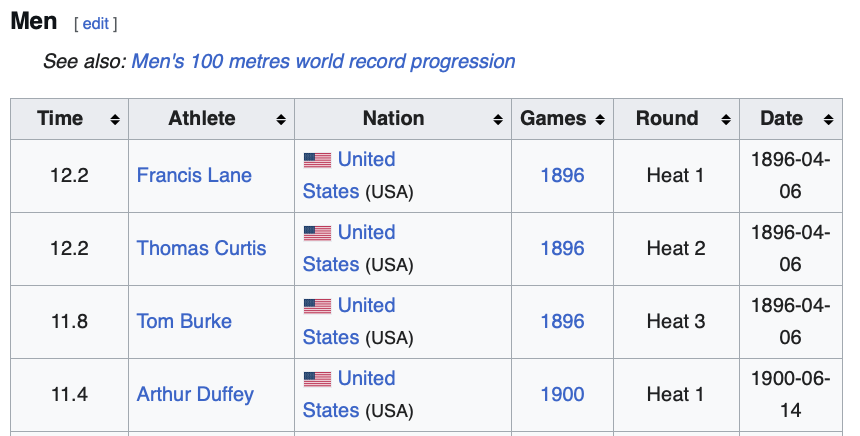 Men [ edit ]
See also: Men's 100 metres world record progression
Time Athlete Nation Games Round Date
12.2 Francis Lane United States (USA) 1896 Heat 1 1896-04-06
12.2 Thomas Curtis United States (USA) 1896 Heat 2 1896-04-06
11.8 Tom Burke United States (USA) 1896 Heat 3 1896-04-06
11.4 Arthur Duffey United States (USA) 1900 Heat 1 1900-06-14